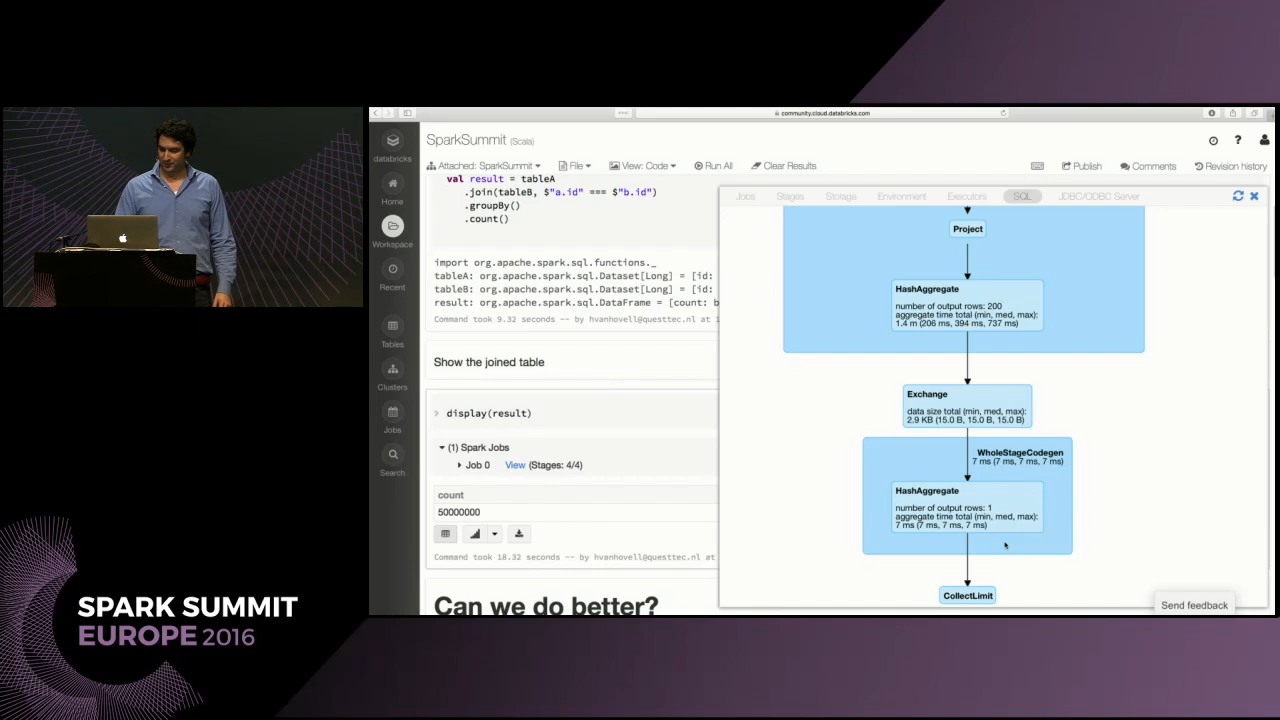 community.cloud.databricks.com
databricks
Home
Workspace
Recent
Tables
Clusters
Jobs
Search
SparkSummit (Scala)
Attached: SparkSummit
File
View: Code
Run All
Clear Results
Publish
Comments
Revision history
val result = tableA
.join(tableB, $"a.id" === $"b.id")
.groupBy()
.count()
import org.apache.spark.sql.functions._
tableA: org.apache.spark.sql.Dataset[Long] = [id:
tableB: org.apache.spark.sql.Dataset[Long] = [id:
result: org.apache.spark.sql.DataFrame = [count: b
Command took 9.32 seconds -- by hvanhovell@questtec.nl at 1
Show the joined table
display(result)
(1) Spark Jobs
Job 0 View (Stages: 4/4)
count
50000000
Command took 18.32 seconds -- by hvanhovell@questtec.nl at
Can we do better?
Jobs Stages Storage Environment Executors SQL JDBC/ODBC Server
Project
HashAggregate
number of output rows: 200
aggregate time total (min, med, max):
1.4 m (206 ms, 394 ms, 737 ms)
Exchange
data size total (min, med, max):
2.9 KB (15.0 B, 15.0 B, 15.0 B)
WholeStageCodegen
7 ms (7 ms, 7 ms, 7 ms)
HashAggregate
number of output rows: 1
aggregate time total (min, med, max):
7 ms (7 ms, 7 ms, 7 ms)
CollectLimit
Send feedback
SPARK SUMMIT
EUROPE 2016